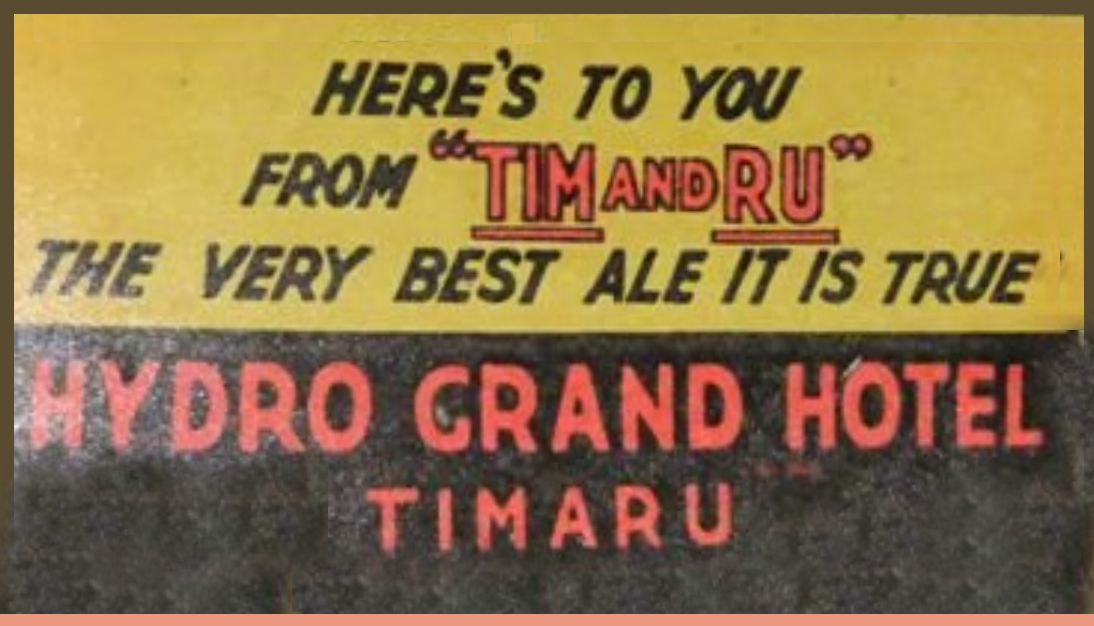 HERE'S TO YOU
FROM “TIM AND RU”
THE VERY BEST ALE IT IS TRUE
HYDRO GRAND HOTEL
TIMARU